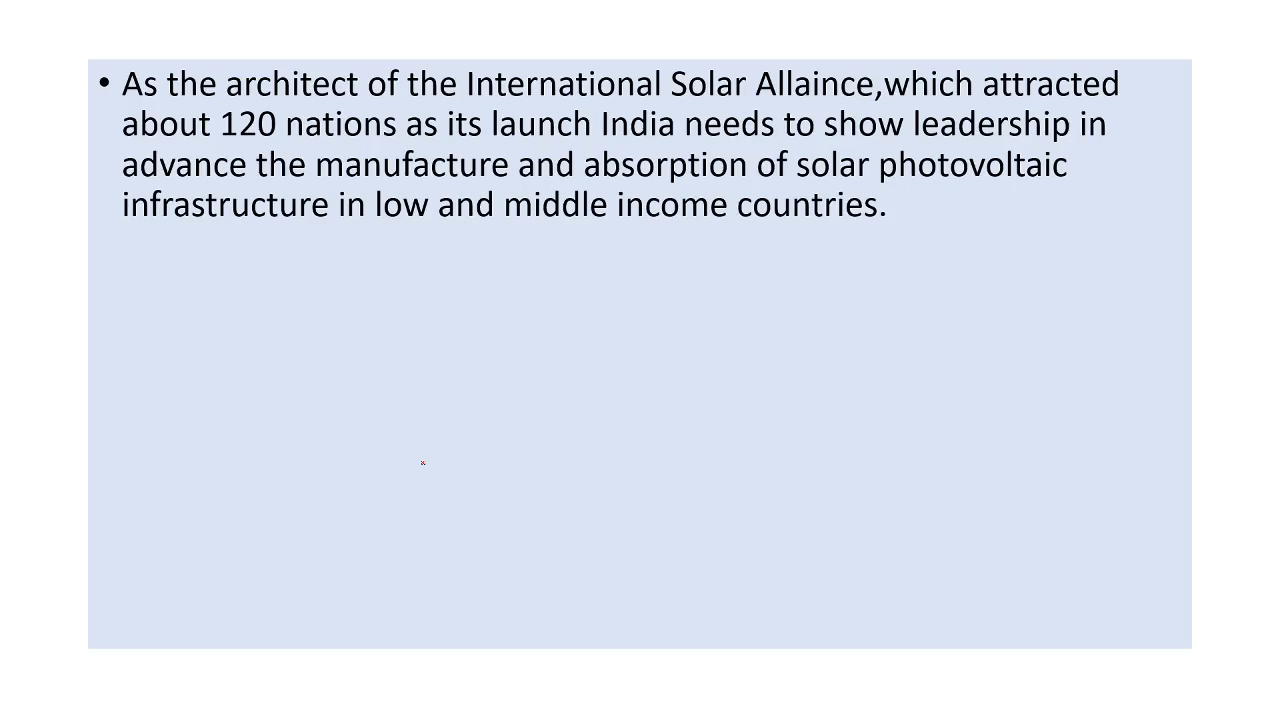 • As the architect of the International Solar Allaince,which attracted
about 120 nations as its launch India needs to show leadership in
advance the manufacture and absorption of solar photovoltaic
infrastructure in low and middle income countries.